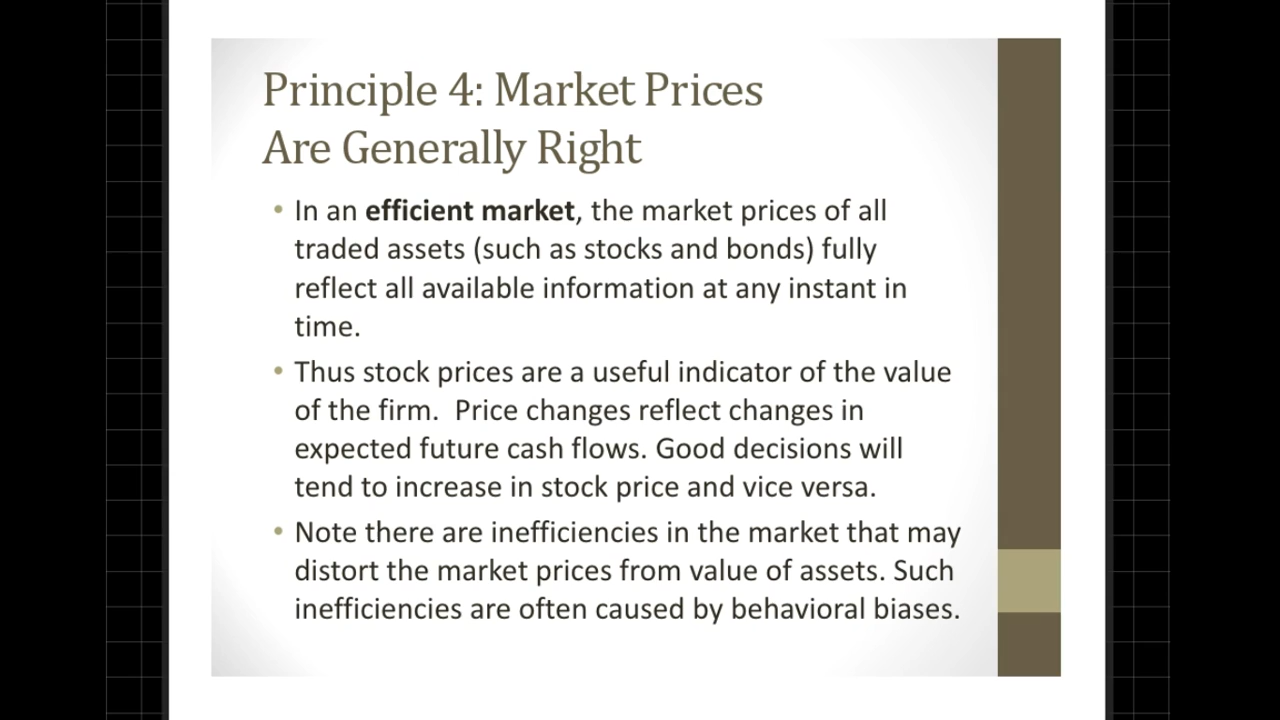 Principle 4: Market Prices
Are Generally Right
• In an efficient market, the market prices of all
traded assets (such as stocks and bonds) fully
reflect all available information at any instant in
time.
• Thus stock prices are a useful indicator of the value
of the firm.  Price changes reflect changes in
expected future cash flows. Good decisions will
tend to increase in stock price and vice versa.
• Note there are inefficiencies in the market that may
distort the market prices from value of assets. Such
inefficiencies are often caused by behavioral biases.